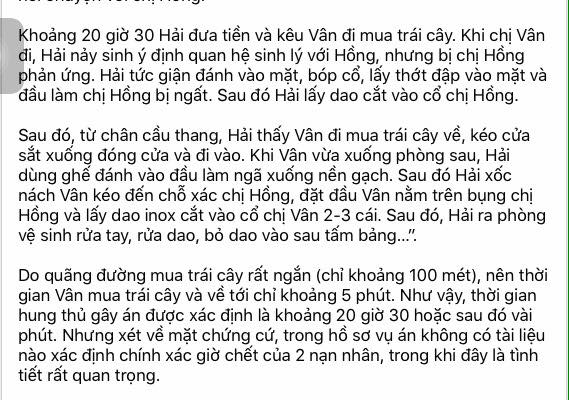 Khoảng 20 giờ 30 Hải đưa tiền và kêu Vân đi mua trái cây. Khi chị Vân
đi, Hải nảy sinh ý định quan hệ sinh lý với Hồng, nhưng bị chị Hồng
phản ứng. Hải tức giận đánh vào mặt, bóp cổ, lấy thớt đập vào mặt và
đầu làm chị Hồng bị ngất. Sau đó Hải lấy dao cắt vào cổ chị Hồng.
Sau đó, từ chân cầu thang, Hải thấy Vân đi mua trái cây về, kéo cửa
sắt xuống đóng cửa và đi vào. Khi Vân vừa xuống phòng sau, Hải
dùng ghế đánh vào đầu làm ngã xuống nền gạch. Sau đó Hải xốc
nách Vân kéo đến chỗ xác chị Hồng, đặt đầu Vân nằm trên bụng chị
Hồng và lấy dao inox cắt vào cổ chị Vân 2-3 cái. Sau đó, Hải ra phòng
vệ sinh rửa tay, rửa dao, bỏ dao vào sau tấm bảng...”.
Do quãng đường mua trái cây rất ngắn (chỉ khoảng 100 mét), nên thời
gian Vân mua trái cây và về tới chỉ khoảng 5 phút. Như vậy, thời gian
hung thủ gây án được xác định là khoảng 20 giờ 30 hoặc sau đó vài
phút. Nhưng xét về mặt chứng cứ, trong hồ sơ vụ án không có tài liệu
nào xác định chính xác giờ chết của 2 nạn nhân, trong khi đây là tình
tiết rất quan trọng.